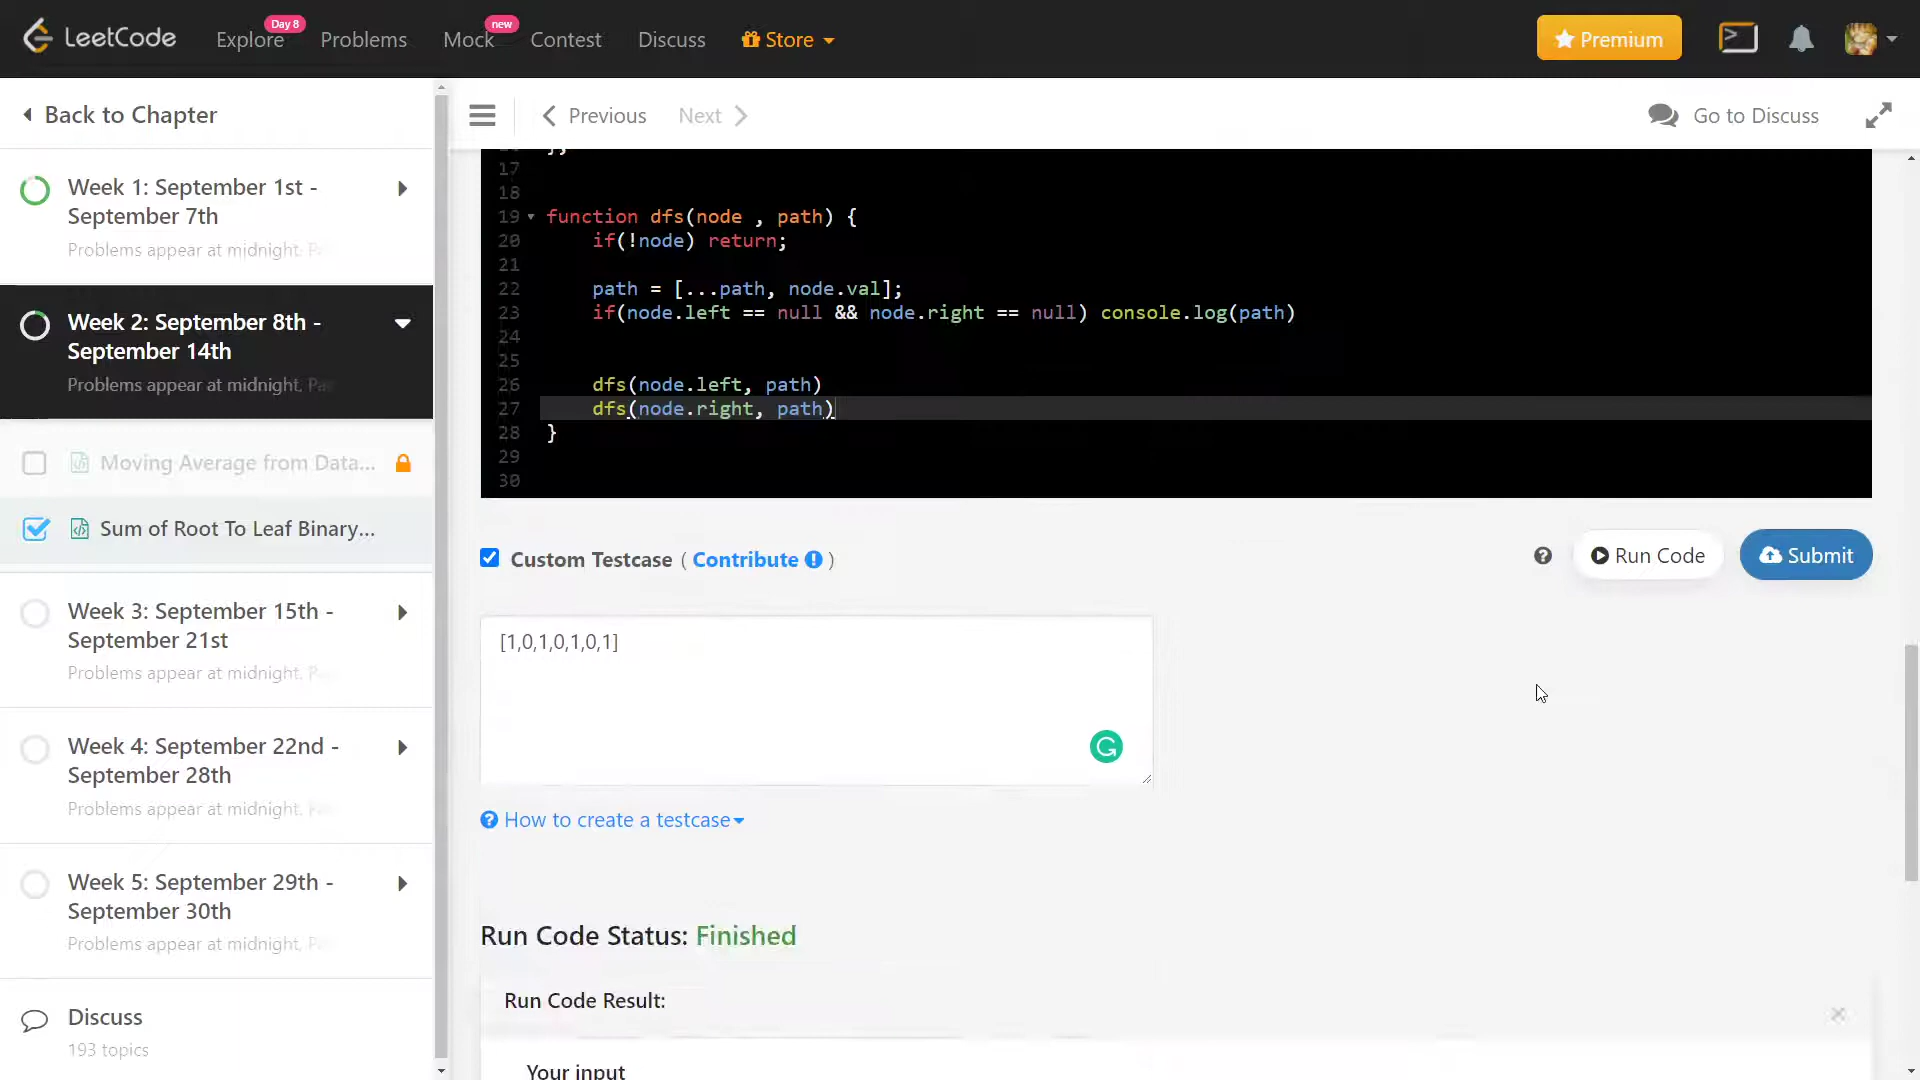 LeetCode
Explore
Day 8
Problems
Mock
new
Contest
Discuss
Store
Premium
Back to Chapter
Previous
Next
Go to Discuss
Week 1: September 1st -
September 7th
Problems appear at midnight.
Week 2: September 8th -
September 14th
Problems appear at midnight.
Moving Average from Data...
Sum of Root To Leaf Binary...
Week 3: September 15th -
September 21st
Problems appear at midnight.
Week 4: September 22nd -
September 28th
Problems appear at midnight.
Week 5: September 29th -
September 30th
Problems appear at midnight.
Discuss
193 topics
17
18
19 function dfs(node , path) {
20 if(!node) return;
21
22 path = [...path, node.val];
23 if(node.left == null && node.right == null) console.log(path)
24
25
26 dfs(node.left, path)
27 dfs(node.right, path)
28 }
29
30
Custom Testcase ( Contribute )
Run Code
Submit
[1,0,1,0,1,0,1]
How to create a testcase
Run Code Status: Finished
Run Code Result:
Your input